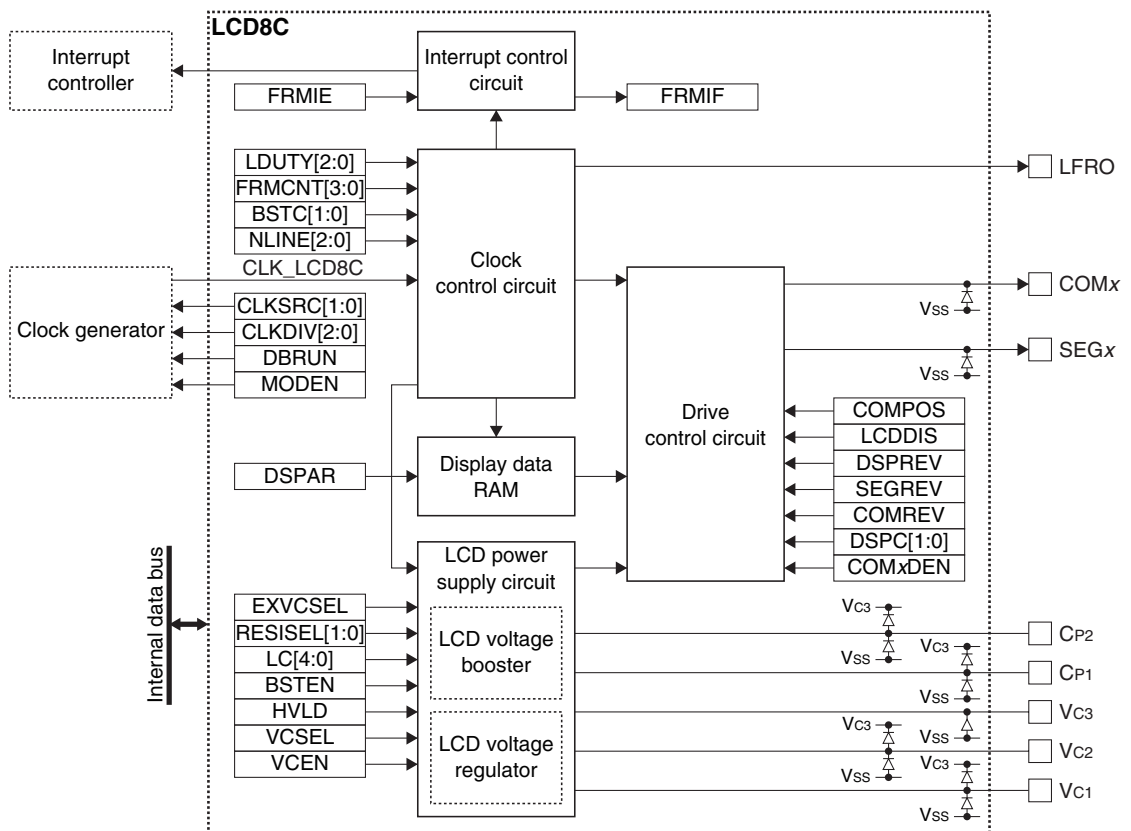 LCD8C
Interrupt
controller
Interrupt control
circuit
FRMIE
FRMIF
LDUTY[2:0]
FRMCNT[3:0]
BSTC[1:0]
NLINE[2:0]
CLK_LCD8C
Clock
control circuit
LFRO
Clock generator
CLKSRC[1:0]
CLKDIV[2:0]
DBRUN
MODEN
COMx
VSS
SEGx
VSS
Drive
control circuit
COMPOS
LCDDIS
DSPREV
SEGREV
COMREV
DSPC[1:0]
COMxDEN
DSPAR
Display data
RAM
Internal data bus
LCD power
supply circuit
EXVCSEL
RESISEL[1:0]
LC[4:0]
BSTEN
HVLD
VCSEL
VCEN
LCD voltage
booster
LCD voltage
regulator
VC3
CP2
VSS
VC3
CP1
VSS
VC3
VSS
VC3
VC2
VSS
VC3
VC1
VSS